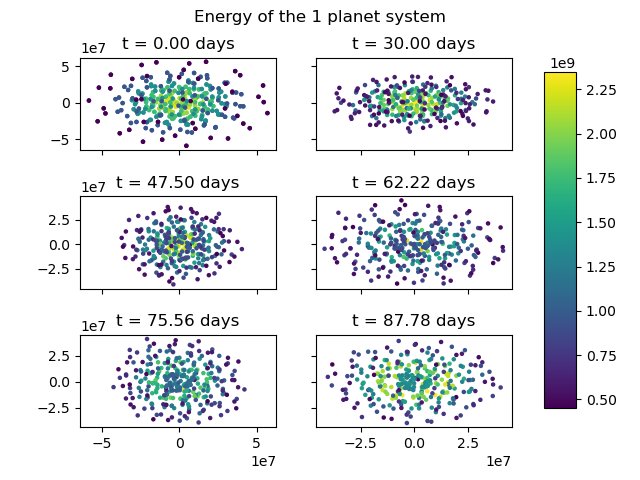 Energy of the 1 planet system
1e7
t = 0.00 days
t = 30.00 days
5
0
−5
1e9
2.25
2.00
1.75
1.50
1.25
1.00
0.75
0.50
1e7
t = 47.50 days
t = 62.22 days
2.5
0.0
−2.5
1e7
t = 75.56 days
t = 87.78 days
2.5
0.0
−2.5
−5 0 5
1e7
−2.5 0.0 2.5
1e7